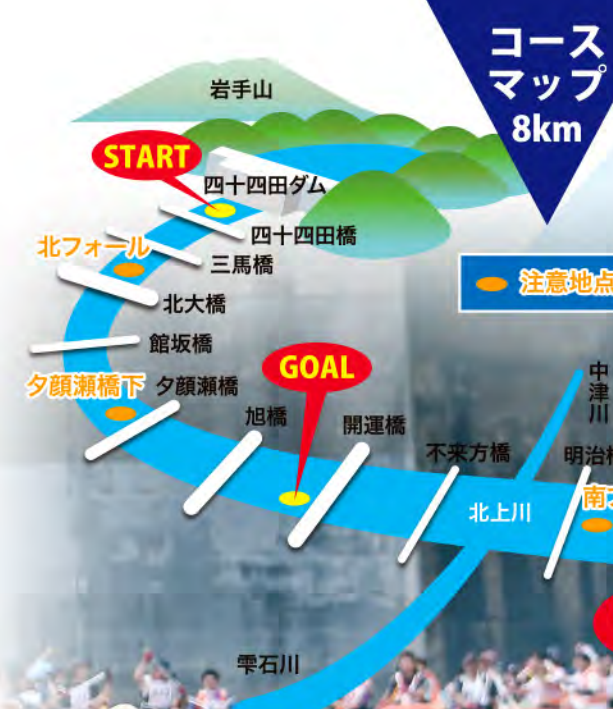 コース
マップ
8km
岩手山
START
四十四田ダム
四十四田橋
北フォール
三馬橋
北大橋
注意地点
館坂橋
GOAL
夕顔瀬橋下
夕顔瀬橋
中津川
旭橋
開運橋
不来方橋
明治橋
南大
北上川
雫石川